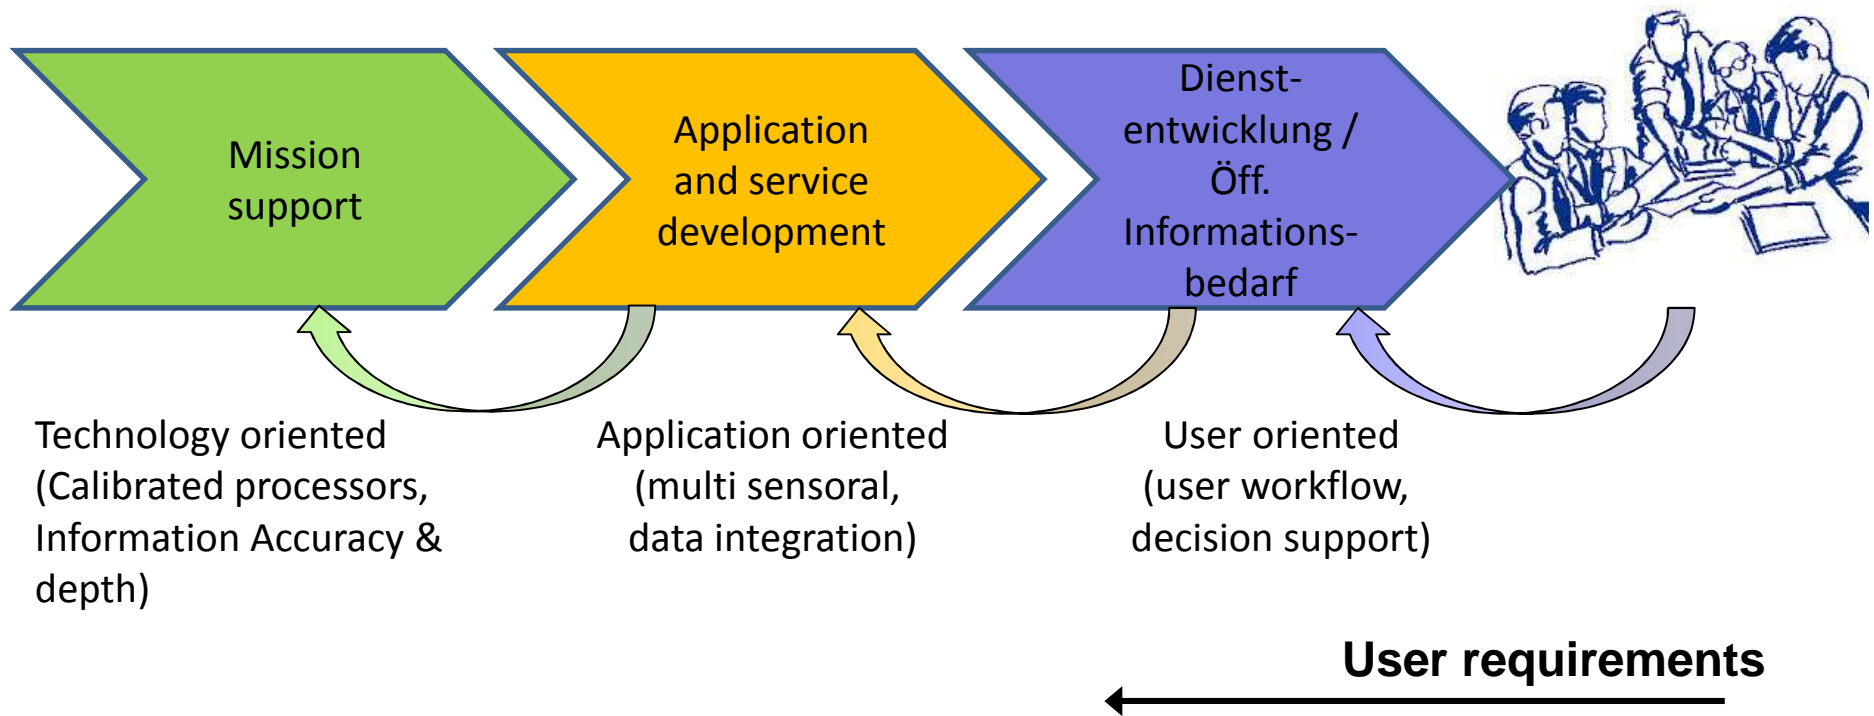 Mission
support
Application
and service
development
Dienst-
entwicklung /
Öff.
Informations-
bedarf
Technology oriented
(Calibrated processors,
Information Accuracy &
depth)
Application oriented
(multi sensoral,
data integration)
User oriented
(user workflow,
decision support)
User requirements